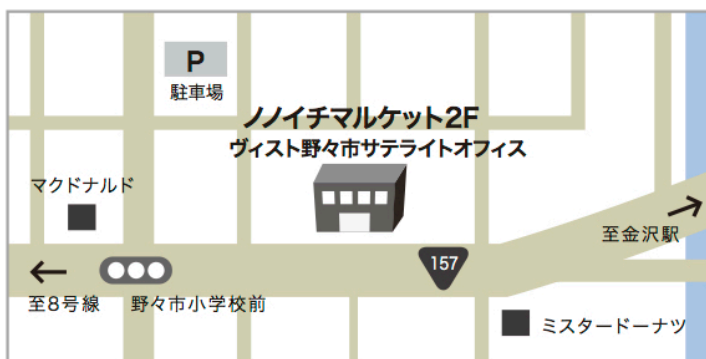 P
駐車場
ノノイチマルケット2F
ヴィスト野々市サテライトオフィス
マクドナルド
至金沢駅
157
至8号線
野々市小学校前
ミスタードーナツ